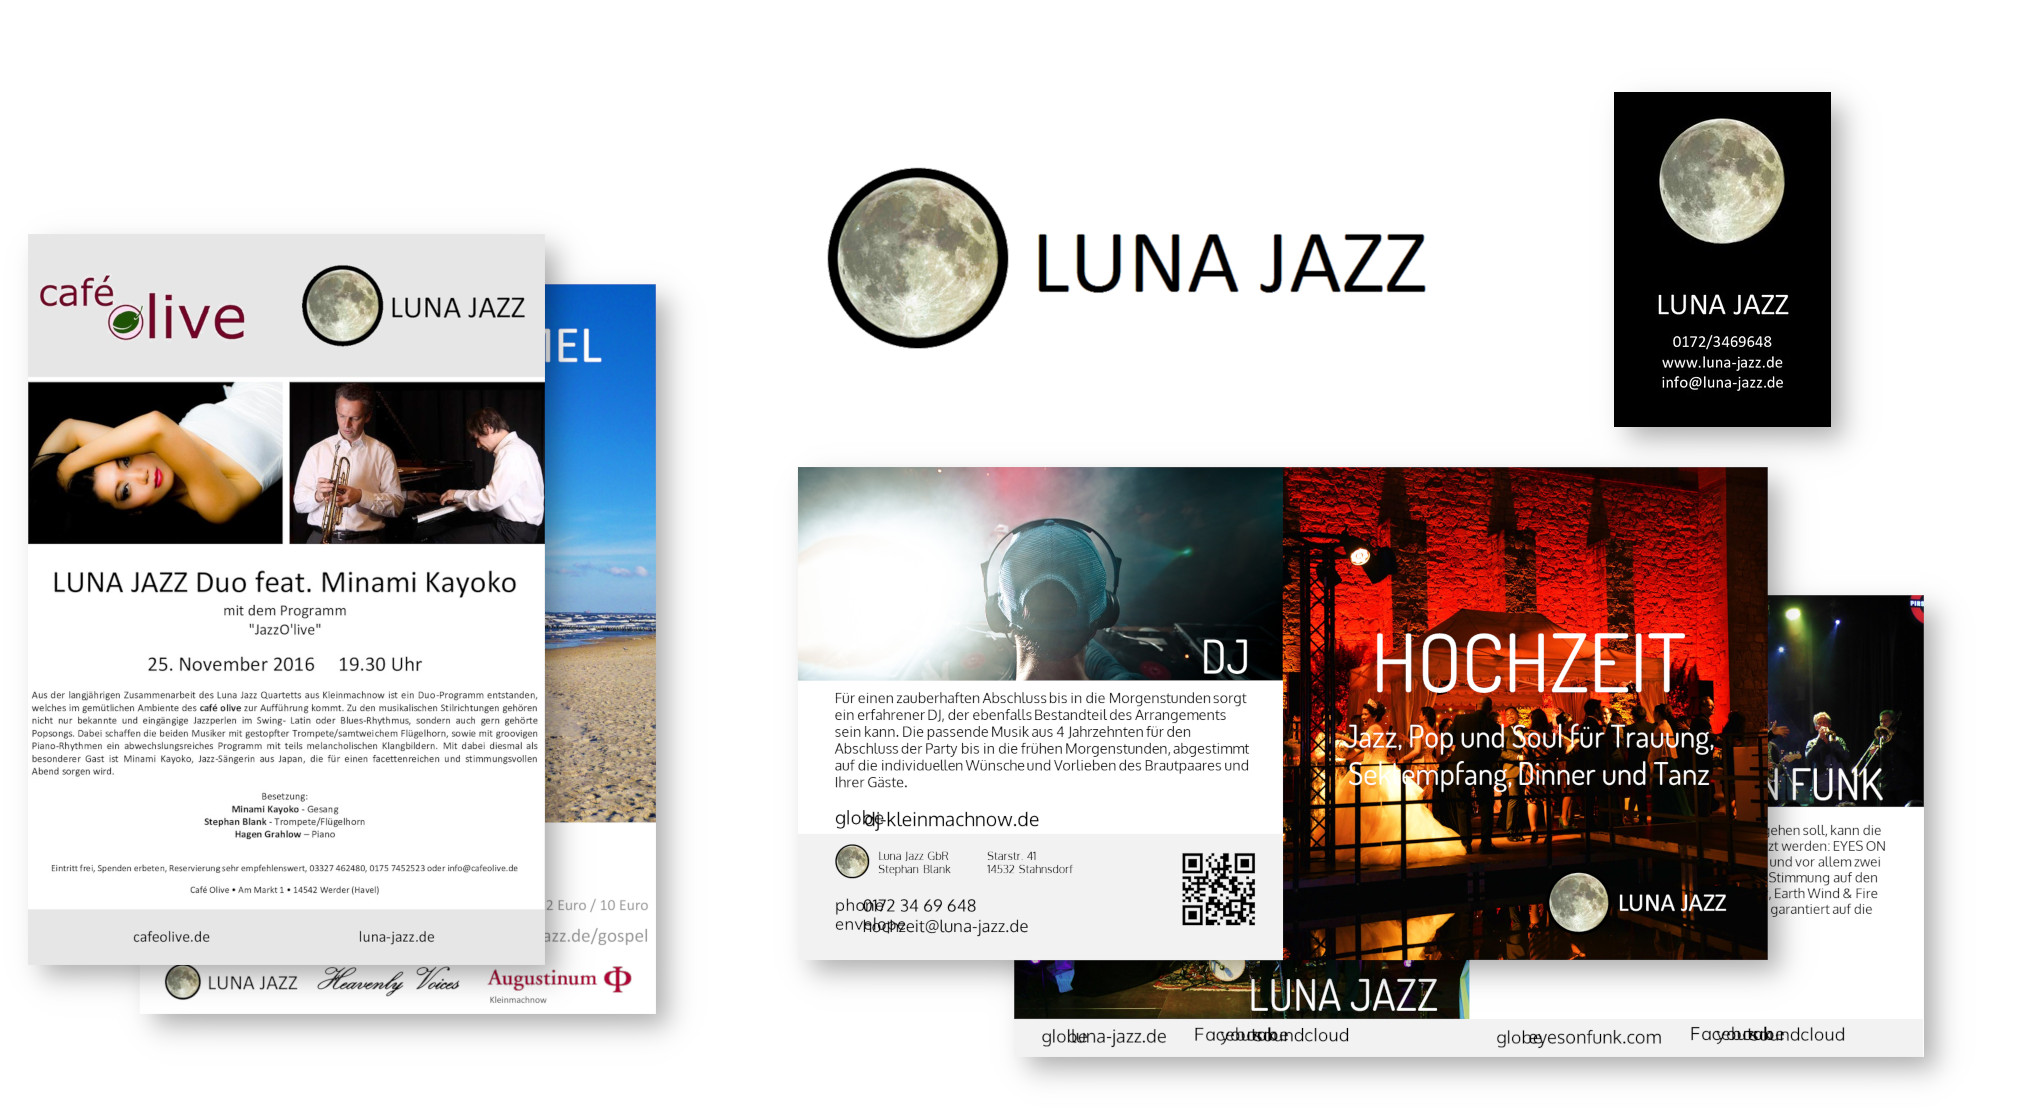 café
olive
LUNA JAZZ
LUNA JAZZ Duo feat. Minami Kayoko
mit dem Programm
"JazzO'live"
25. November 2016 19.30 Uhr
Aus der langjährigen Zusammenarbeit des Luna Jazz Quartetts aus Kleinmachnow ist ein Duo-Programm entstanden,
welches im gemütlichen Ambiente des café olive zur Aufführung kommt. Zu den musikalischen Stilrichtungen gehören
nicht nur bekannte und eingängige Jazzperlen im Swing- Latin oder Blues-Rhythmus, sondern auch gern gehörte
Popsongs. Dabei schaffen die beiden Musiker mit gestopfter Trompete/samtweichem Flügelhorn, sowie mit groovigen
Piano-Rhythmen ein abwechslungsreiches Programm mit teils melancholischen Klangbildern. Mit dabei diesmal als
besonderer Gast ist Minami Kayoko, Jazz-Sängerin aus Japan, die für einen facettenreichen und stimmungsvollen
Abend sorgen wird.
Besetzung:
Minami Kayoko - Gesang
Stephan Blank - Trompete/Flügelhorn
Hagen Grahlow – Piano
Eintritt frei, Spenden erbeten, Reservierung sehr empfehlenswert, 03327 462480, 0175 7452523 oder info@cafeolive.de
Café Olive • Am Markt 1 • 14542 Werder (Havel)
cafeolive.de luna-jazz.de
MEL
2 Euro / 10 Euro
azz.de/gospel
LUNA JAZZ Heavenly Voices Augustinum
Kleinmachnow
LUNA JAZZ
LUNA JAZZ
0172/3469648
www.luna-jazz.de
info@luna-jazz.de
DJ
Für einen zauberhaften Abschluss bis in die Morgenstunden sorgt
ein erfahrener DJ, der ebenfalls Bestandteil des Arrangements
sein kann. Die passende Musik aus 4 Jahrzehnten für den
Abschluss der Party bis in die frühen Morgenstunden, abgestimmt
auf die individuellen Wünsche und Vorlieben des Brautpaares und
Ihrer Gäste.
globe dj-kleinmachnow.de
Luna Jazz GbR Starstr. 41
Stephan Blank 14532 Stahnsdorf
phone 0172 34 69 648
envelope hochzeit@luna-jazz.de
HOCHZEIT
Jazz, Pop und Soul für Trauung,
Sektempfang, Dinner und Tanz
LUNA JAZZ
N FUNK
gehen soll, kann die
zt werden: EYES ON
und vor allem zwei
Stimmung auf den
, Earth Wind & Fire
garantiert auf die
LUNA JAZZ
globe luna-jazz.de Facebook youtube soundcloud
globe eyesonfunk.com Facebook youtube soundcloud